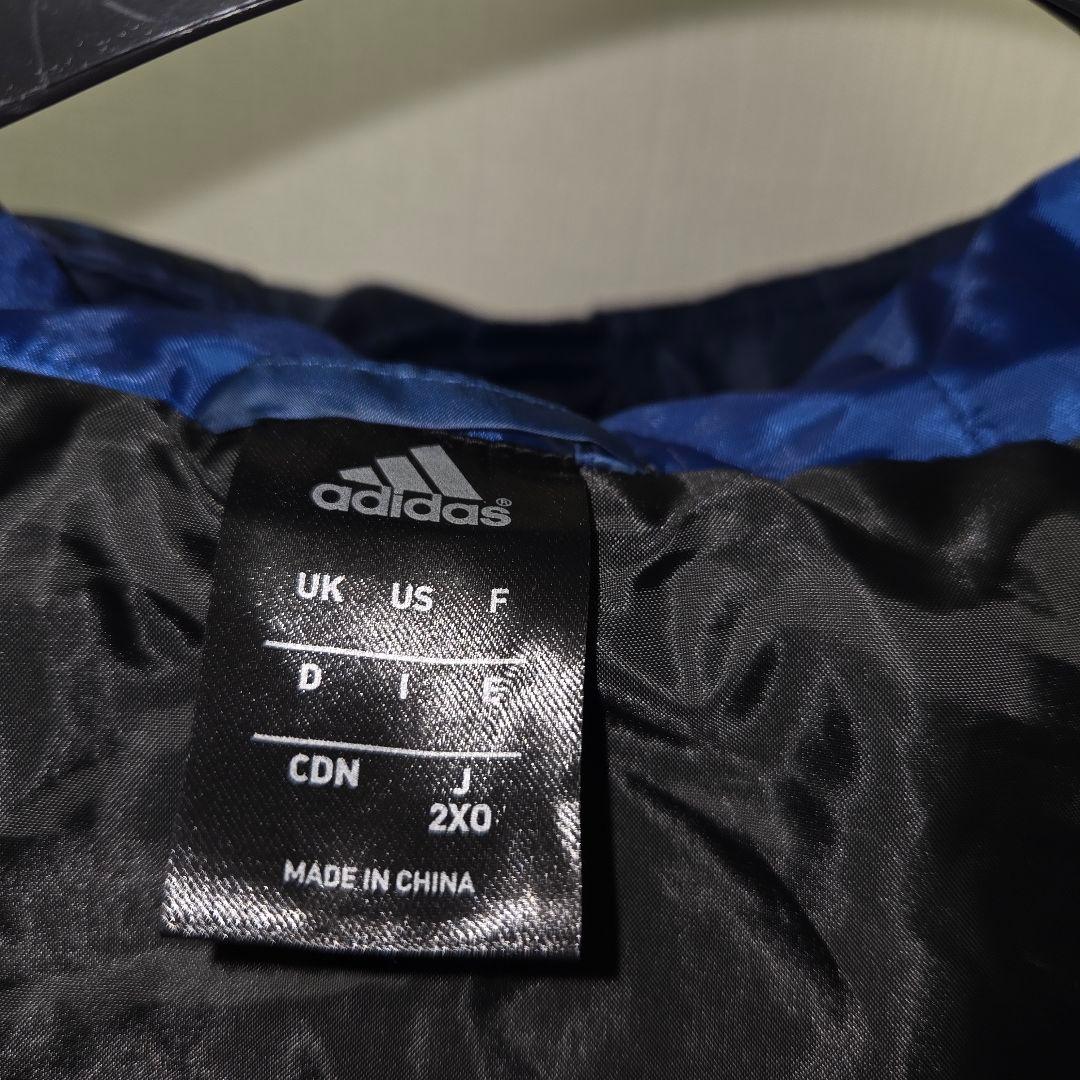 adidas®
UK US F
D I E
CDN J
2XO
MADE IN CHINA